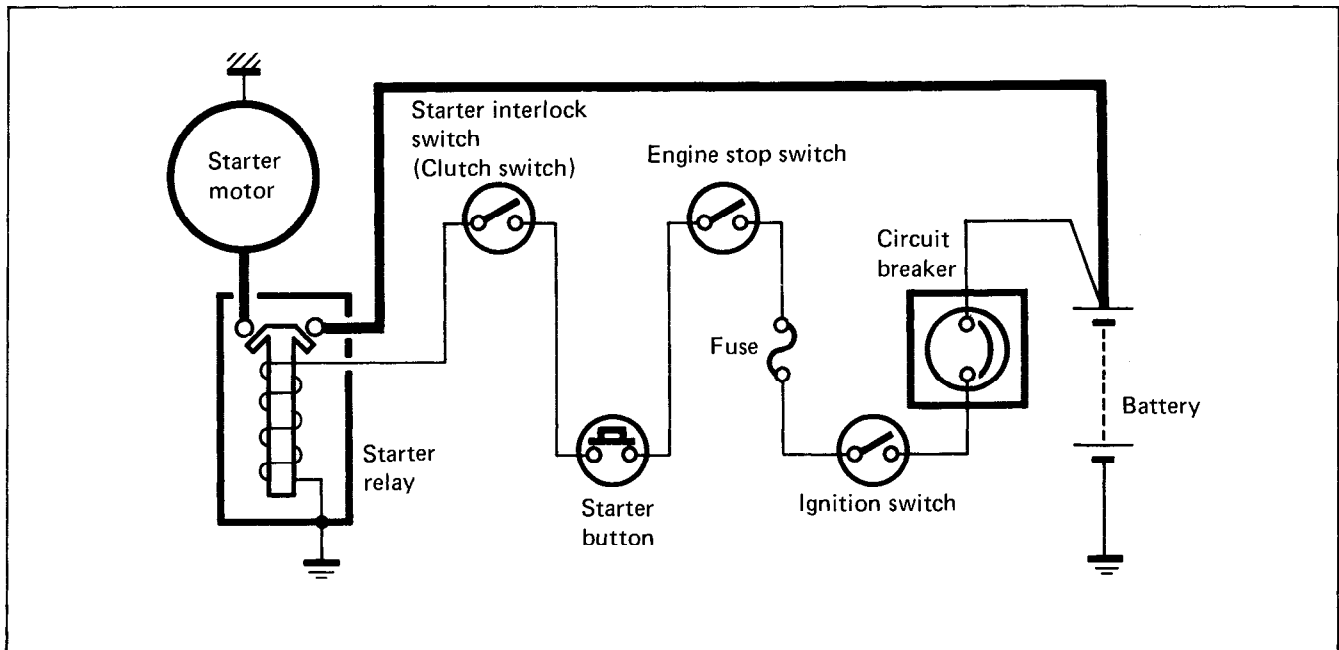 Starter interlock
switch
(Clutch switch)
Engine stop switch
Starter
motor
Circuit
breaker
Fuse
Battery
Starter
relay
Ignition switch
Starter
button